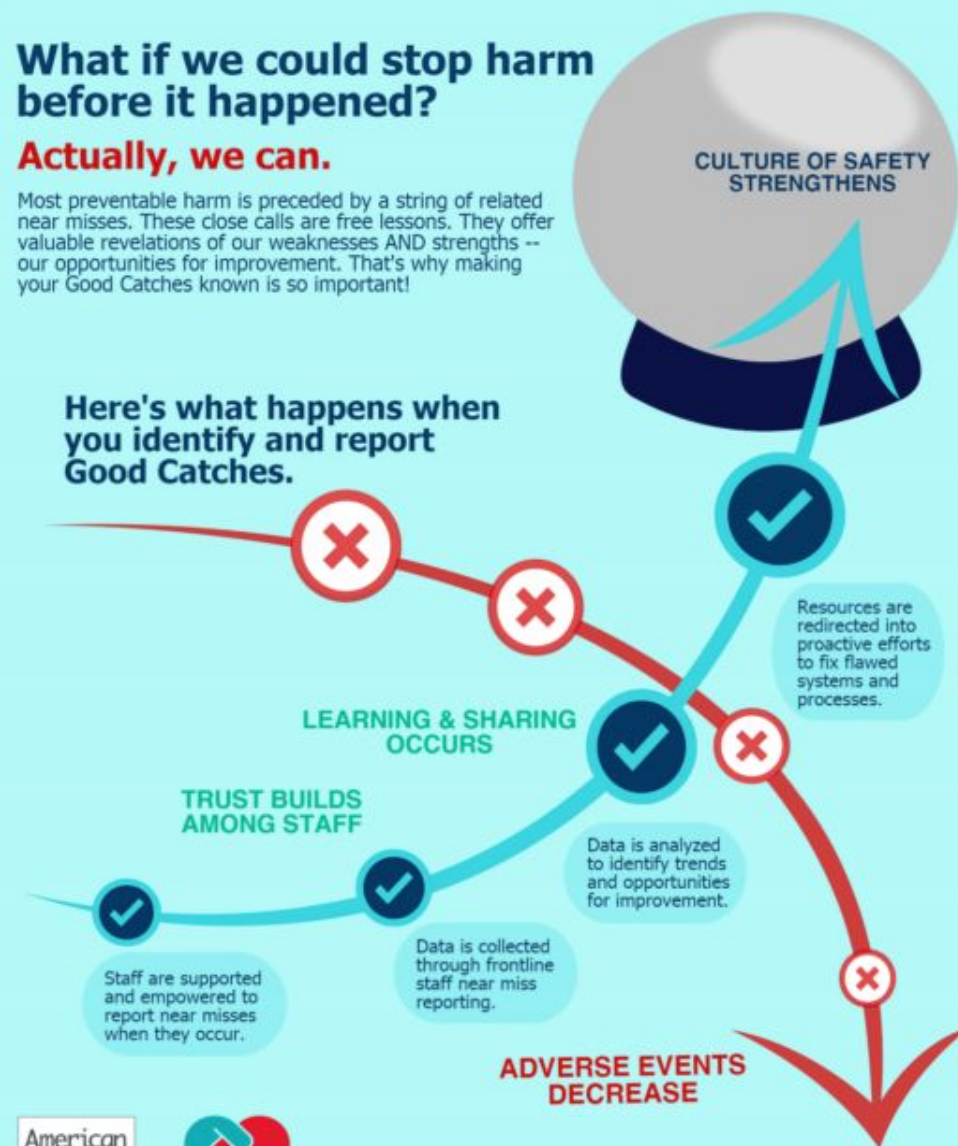 What if we could stop harm
before it happened?
Actually, we can.
Most preventable harm is preceded by a string of related
near misses. These close calls are free lessons. They offer
valuable revelations of our weaknesses AND strengths --
our opportunities for improvement. That's why making
your Good Catches known is so important!
CULTURE OF SAFETY
STRENGTHENS
Here's what happens when
you identify and report
Good Catches.
Resources are
redirected into
proactive efforts
to fix flawed
systems and
processes.
LEARNING & SHARING
OCCURS
TRUST BUILDS
AMONG STAFF
Data is analyzed
to identify trends
and opportunities
for improvement.
Data is collected
through frontline
staff near miss
reporting.
Staff are supported
and empowered to
report near misses
when they occur.
ADVERSE EVENTS
DECREASE
American